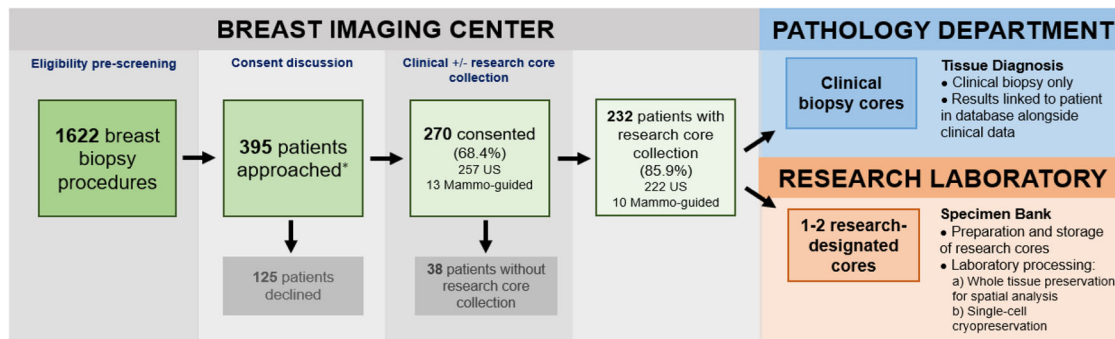 BREAST IMAGING CENTER
Eligibility pre-screening
1622 breast
biopsy
procedures
Consent discussion
395 patients
approached*
125 patients
declined
Clinical +/- research core
collection
270 consented
(68.4%)
257 US
13 Mammo-guided
38 patients without
research core
collection
232 patients with
research core
collection
(85.9%)
222 US
10 Mammo-guided
PATHOLOGY DEPARTMENT
Clinical
biopsy cores
Tissue Diagnosis
• Clinical biopsy only
• Results linked to patient
in database alongside
clinical data
RESEARCH LABORATORY
1-2 research-
designated
cores
Specimen Bank
• Preparation and storage
of research cores
• Laboratory processing:
a) Whole tissue preservation
for spatial analysis
b) Single-cell
cryopreservation